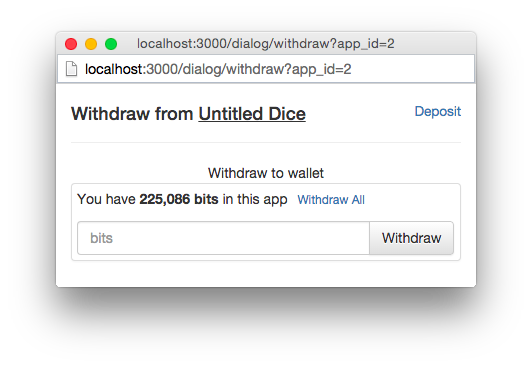 localhost:3000/dialog/withdraw?app_id=2
localhost:3000/dialog/withdraw?app_id=2
Withdraw from Untitled Dice Deposit
Withdraw to wallet
You have 225,086 bits in this app Withdraw All
bits Withdraw